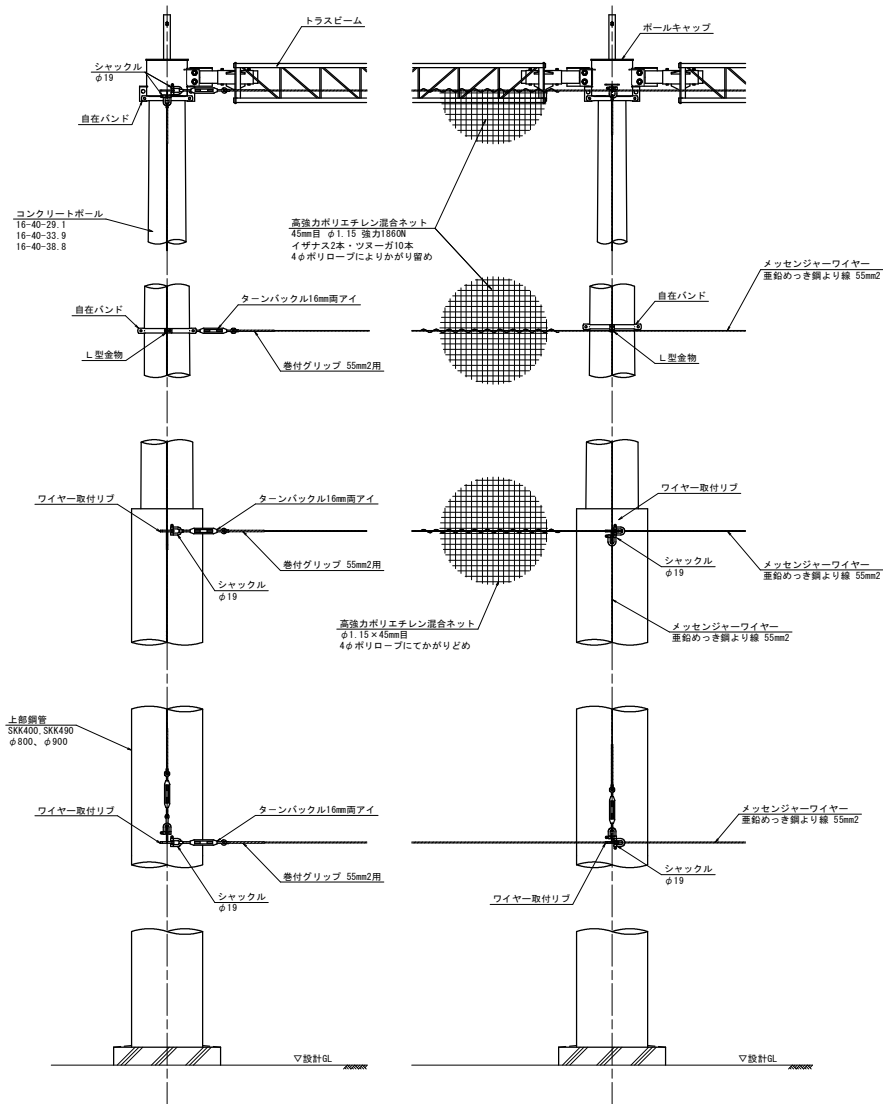 トラスビーム
ポールキャップ
シャックル
φ19
自在バンド
コンクリートポール
16-40-29.1
16-40-33.9
16-40-38.8
高強力ポリエチレン混合ネット
45mm目 φ1.15 強力1860N
イザナス2本・ツヌーガ10本
4φポリロープによりかがり留め
メッセンジャーワイヤー
亜鉛めっき鋼より線 55mm2
自在バンド
ターンバックル16mm両アイ
自在バンド
L型金物
巻付グリップ 55mm2用
L型金物
ワイヤー取付リブ
ターンバックル16mm両アイ
ワイヤー取付リブ
巻付グリップ 55mm2用
シャックル
φ19
シャックル
φ19
メッセンジャーワイヤー
亜鉛めっき鋼より線 55mm2
高強力ポリエチレン混合ネット
φ1.15×45mm目
4φポリロープにてかがりどめ
メッセンジャーワイヤー
亜鉛めっき鋼より線 55mm2
上部鋼管
SKK400,SKK490
φ800、φ900
ワイヤー取付リブ
ターンバックル16mm両アイ
メッセンジャーワイヤー
亜鉛めっき鋼より線 55mm2
巻付グリップ 55mm2用
シャックル
φ19
ワイヤー取付リブ
シャックル
φ19
▽設計GL
▽設計GL